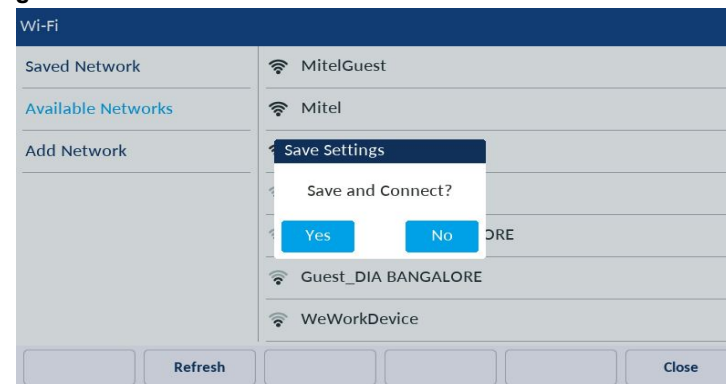 Wi-Fi
Saved Network
Available Networks
Add Network
MitelGuest
Mitel
Save Settings
Save and Connect?
Yes
No
ORE
Guest_DIA BANGALORE
WeWorkDevice
Refresh
Close